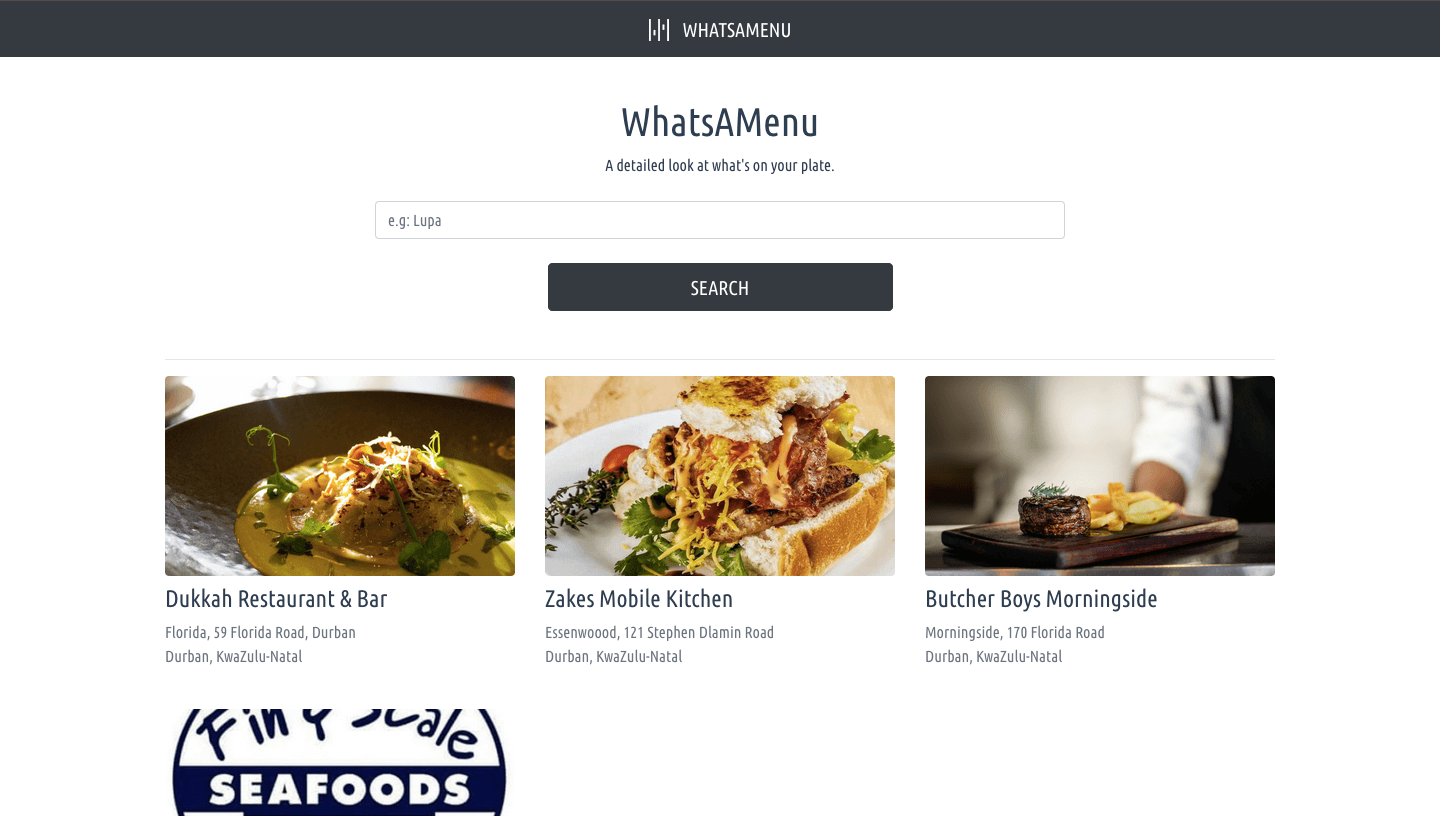 WHATSAMENU
WhatsAMenu
A detailed look at what's on your plate.
e.g: Lupa
SEARCH
Dukkah Restaurant & Bar
Florida, 59 Florida Road, Durban
Durban, KwaZulu-Natal
Zakes Mobile Kitchen
Essenwoood, 121 Stephen Dlamin Road
Durban, KwaZulu-Natal
Butcher Boys Morningside
Morningside, 170 Florida Road
Durban, KwaZulu-Natal
Scale
SEAFOODS